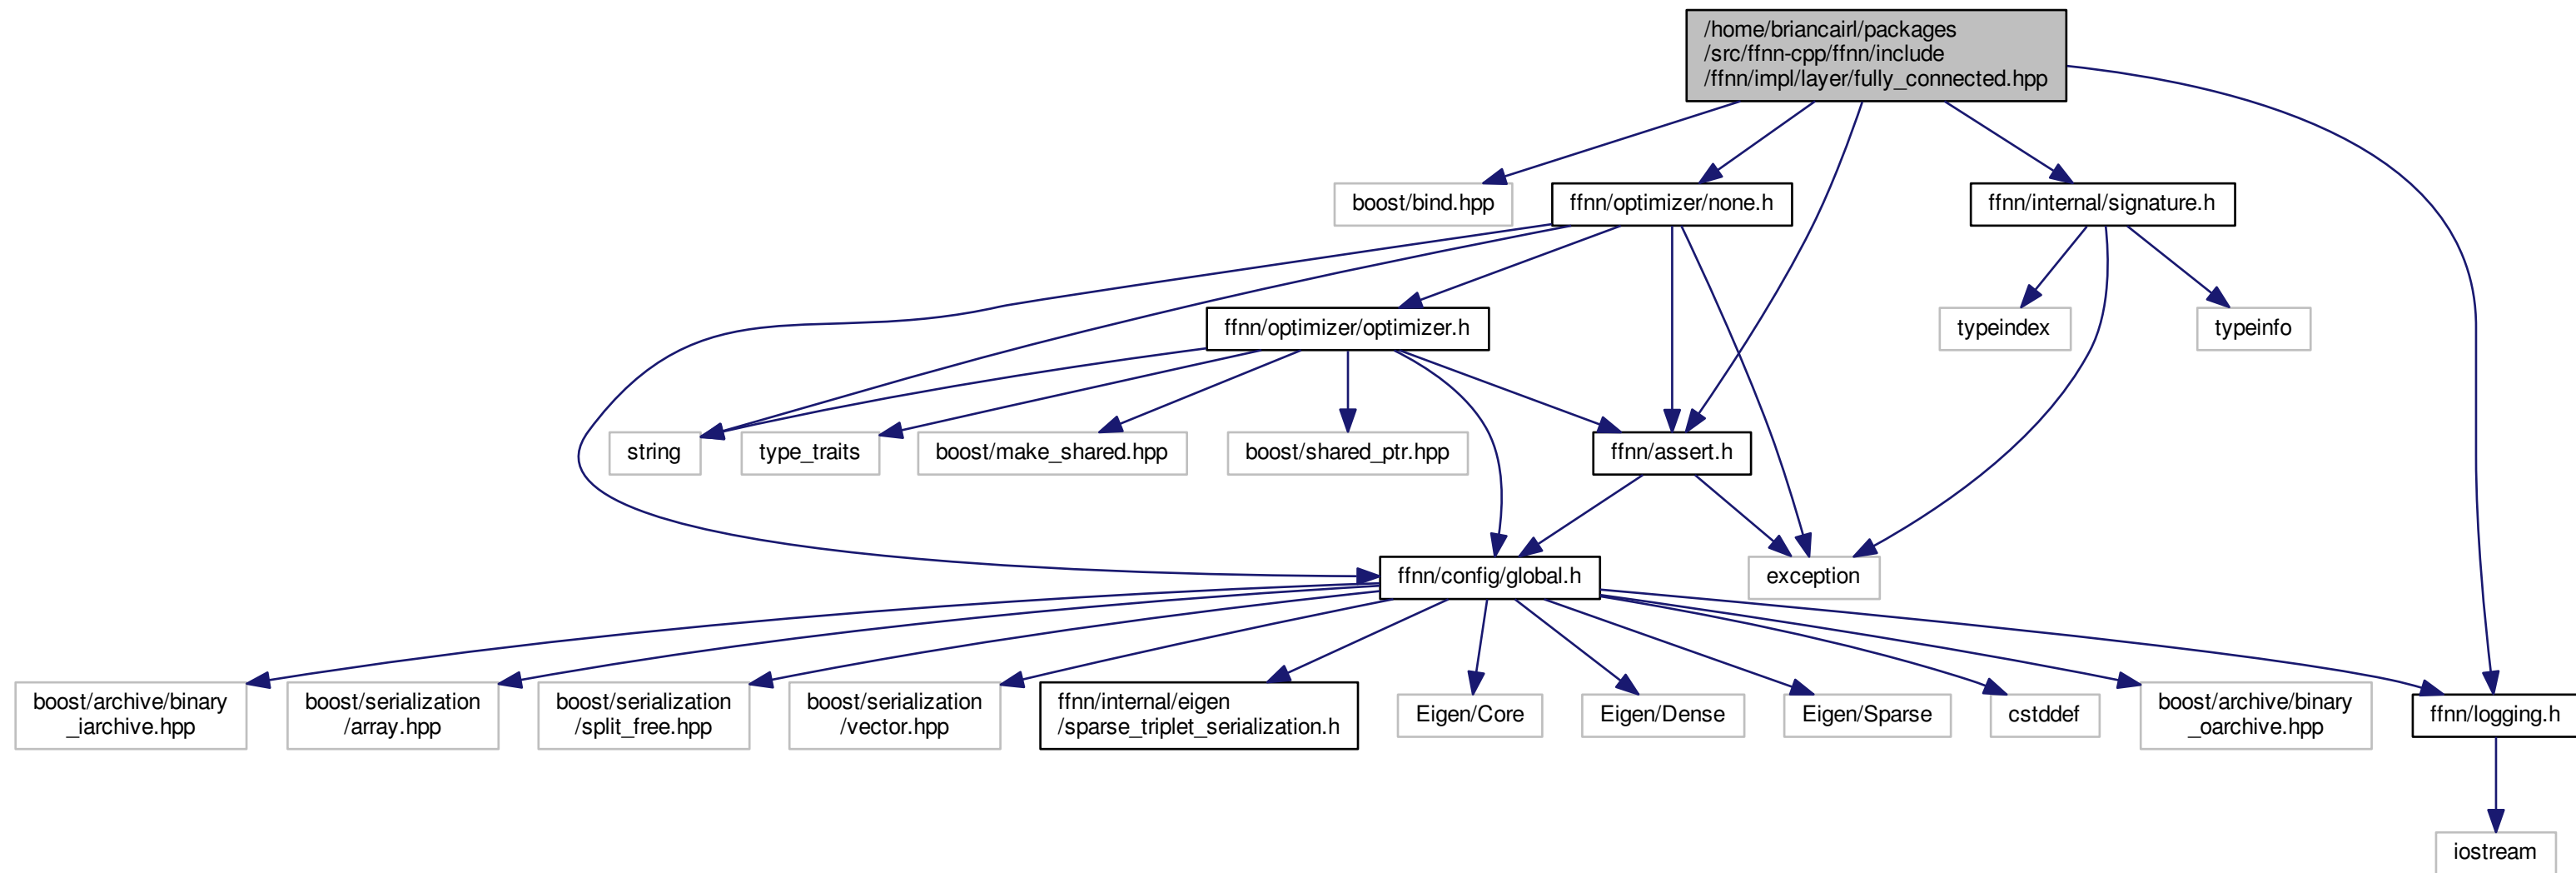 /home/briancairl/packages
/src/ffnn-cpp/ffnn/include
/ffnn/impl/layer/fully_connected.hpp
boost/bind.hpp
ffnn/optimizer/none.h
ffnn/internal/signature.h
ffnn/optimizer/optimizer.h
typeindex
typeinfo
string
type_traits
boost/make_shared.hpp
boost/shared_ptr.hpp
ffnn/assert.h
ffnn/config/global.h
exception
boost/archive/binary
_iarchive.hpp
boost/serialization
/array.hpp
boost/serialization
/split_free.hpp
boost/serialization
/vector.hpp
ffnn/internal/eigen
/sparse_triplet_serialization.h
Eigen/Core
Eigen/Dense
Eigen/Sparse
cstddef
boost/archive/binary
_oarchive.hpp
ffnn/logging.h
iostream